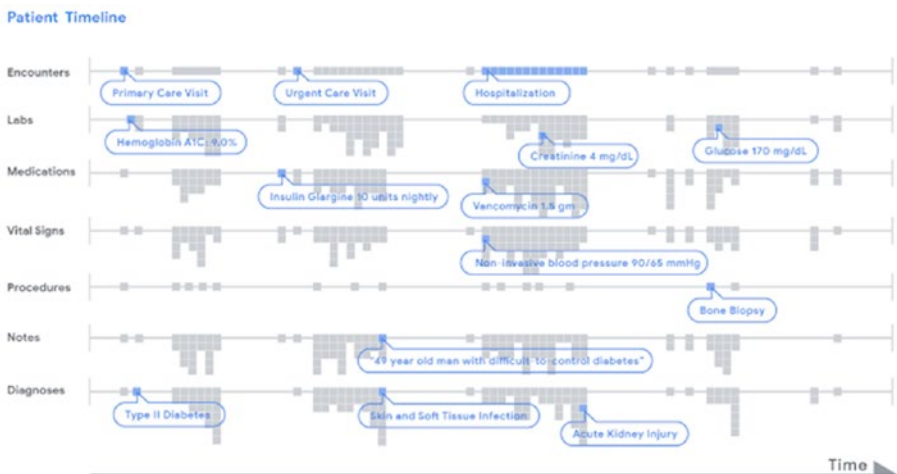 Patient Timeline
Encounters
Primary Care Visit
Urgent Care Visit
Hospitalization
Labs
Hemoglobin A1C: 9.0%
Creatinine 4 mg/dL
Glucose 170 mg/dL
Medications
Insulin Glargine 10 units nightly
Vancomycin 1.5 gm
Vital Signs
Non-invasive blood pressure 90/65 mmHg
Procedures
Bone Biopsy
Notes
"49 year old man with difficult-to-control diabetes"
Diagnoses
Type II Diabetes
Skin and Soft Tissue Infection
Acute Kidney Injury
Time